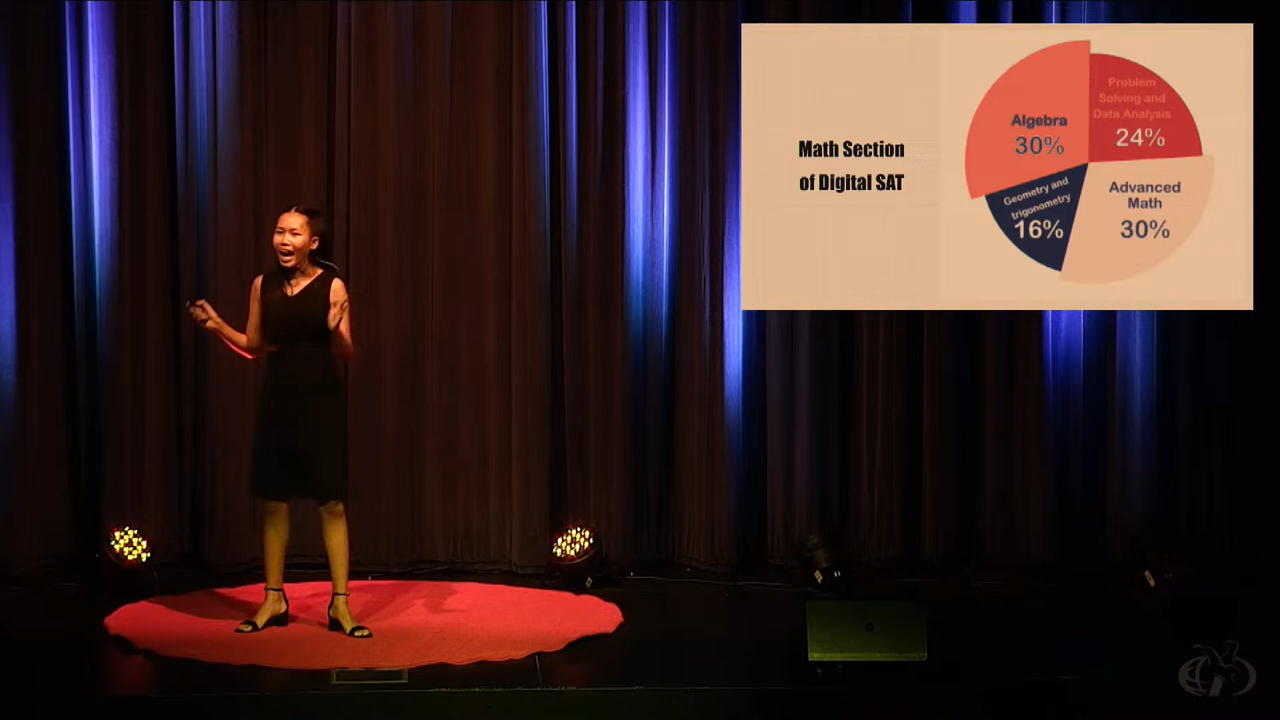 Math Section
of Digital SAT
Algebra
30%
Problem
Solving and
Data Analysis
24%
Geometry and
trigonometry
16%
Advanced
Math
30%